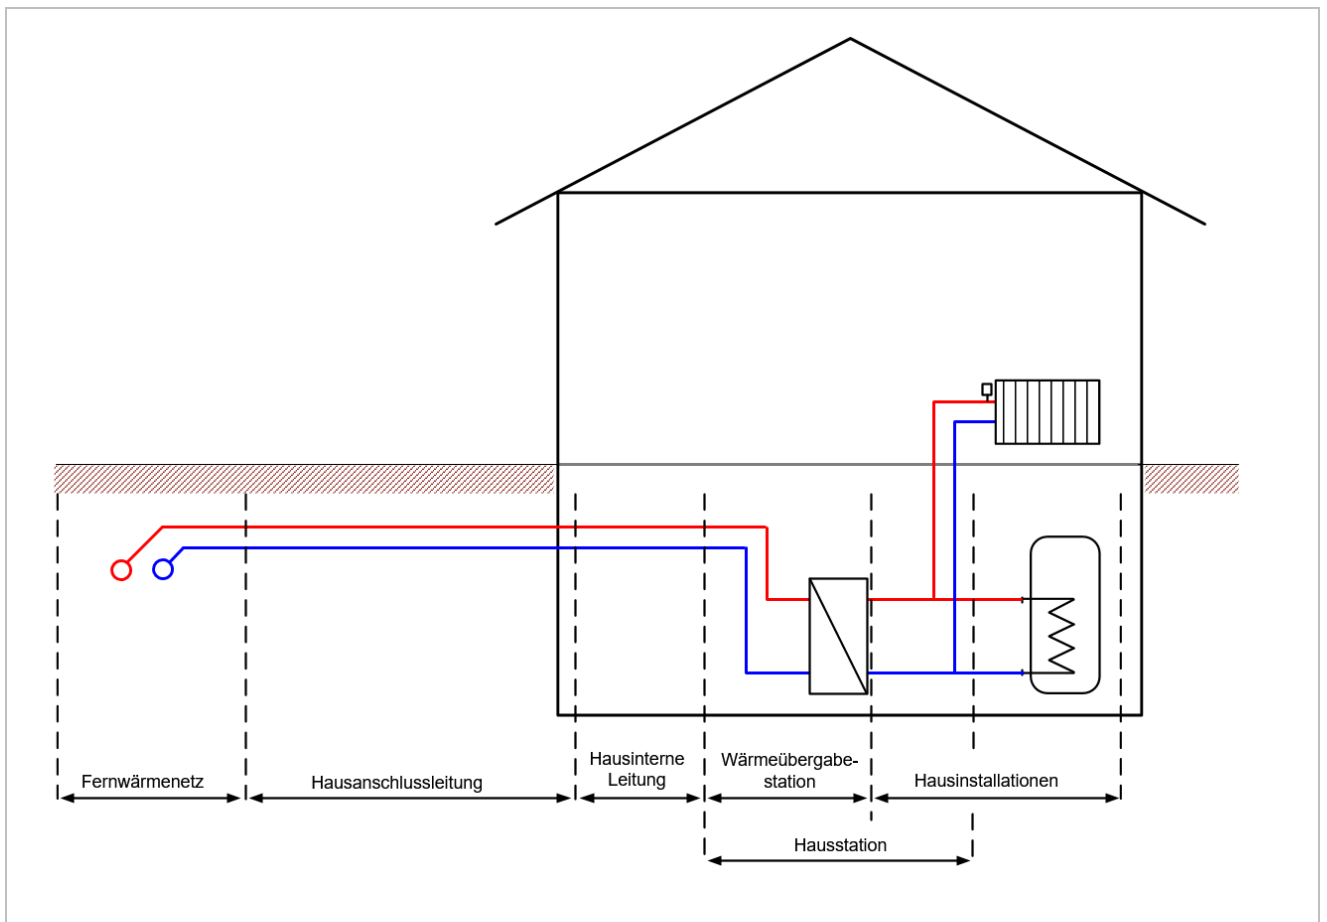 Fernwärmenetz
Hausanschlussleitung
Hausinterne
Leitung
Wärmeübergabe-
station
Hausinstallationen
Hausstation